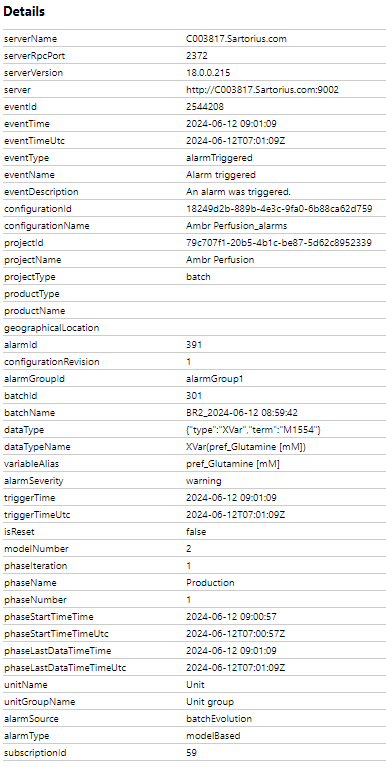 Details
serverName C003817.Sartorius.com
serverRpcPort 2372
serverVersion 18.0.0.215
server http://C003817.Sartorius.com:9002
eventId 2544208
eventTime 2024-06-12 09:01:09
eventTimeUtc 2024-06-12T07:01:09Z
eventType alarmTriggered
eventName Alarm triggered
eventDescription An alarm was triggered.
configurationId 18249d2b-889b-4e3c-9fa0-6b88ca62d759
configurationName Ambr Perfusion_alarms
projectId 79c707f1-20b5-4b1c-be87-5d62c8952339
projectName Ambr Perfusion
projectType batch
productType
productName
geographicalLocation
alarmId 391
configurationRevision 1
alarmGroupId alarmGroup1
batchId 301
batchName BR2_2024-06-12 08:59:42
dataType {"type":"XVar","term":"M1554"}
dataTypeName XVar(pref_Glutamine [mM])
variableAlias pref_Glutamine [mM]
alarmSeverity warning
triggerTime 2024-06-12 09:01:09
triggerTimeUtc 2024-06-12T07:01:09Z
isReset false
modelNumber 2
phaseIteration 1
phaseName Production
phaseNumber 1
phaseStartTimeTime 2024-06-12 09:00:57
phaseStartTimeTimeUtc 2024-06-12T07:00:57Z
phaseLastDataTimeTime 2024-06-12 09:01:09
phaseLastDataTimeTimeUtc 2024-06-12T07:01:09Z
unitName Unit
unitGroupName Unit group
alarmSource batchEvolution
alarmType modelBased
subscriptionId 59